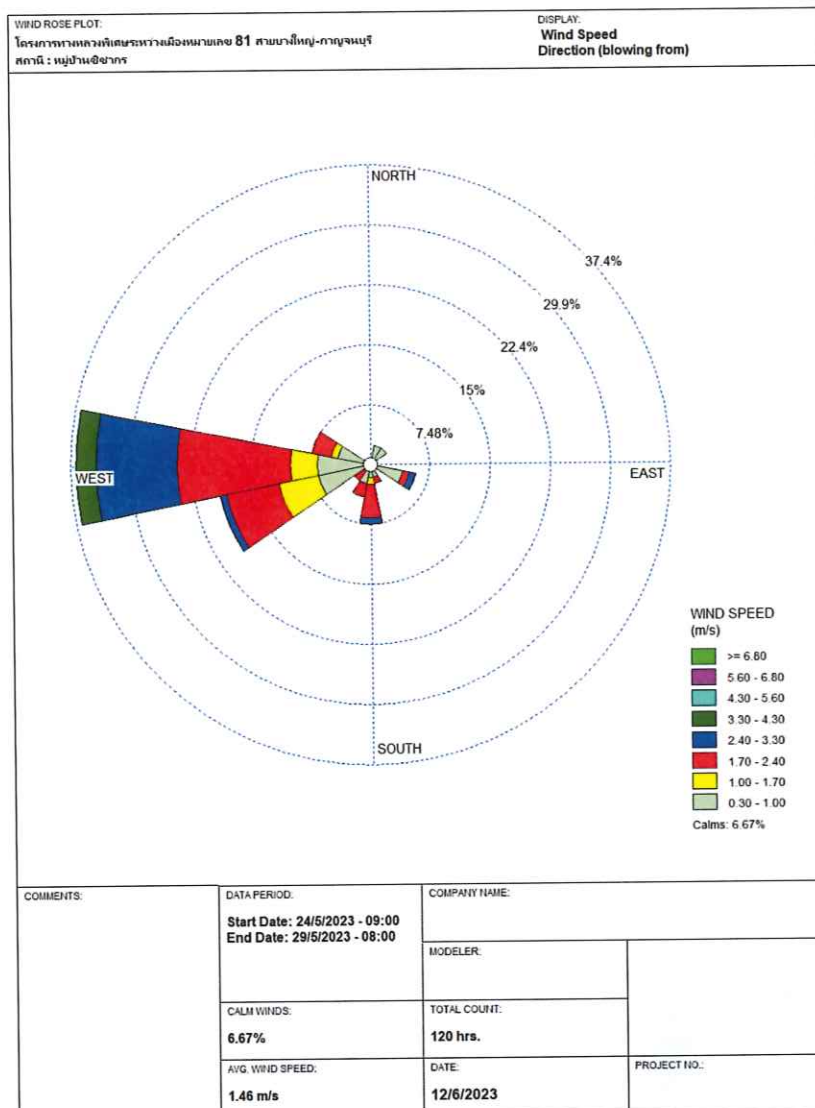 WIND ROSE PLOT:
โครงการทางหลวงพิเศษระหว่างเมืองหมายเลข 81 สายบางใหญ่-กาญจนบุรี
สถานี : หมู่บ้านชิชากร
DISPLAY:
Wind Speed
Direction (blowing from)
NORTH
37.4%
29.9%
22.4%
15%
7.48%
WEST
EAST
SOUTH
WIND SPEED
(m/s)
>= 6.80
5.60 - 6.80
4.30 - 5.60
3.30 - 4.30
2.40 - 3.30
1.70 - 2.40
1.00 - 1.70
0.30 - 1.00
Calms: 6.67%
COMMENTS:
DATA PERIOD:
Start Date: 24/5/2023 - 09:00
End Date: 29/5/2023 - 08:00
COMPANY NAME:
MODELER:
CALM WINDS:
6.67%
TOTAL COUNT:
120 hrs.
AVG. WIND SPEED:
1.46 m/s
DATE:
12/6/2023
PROJECT NO.: